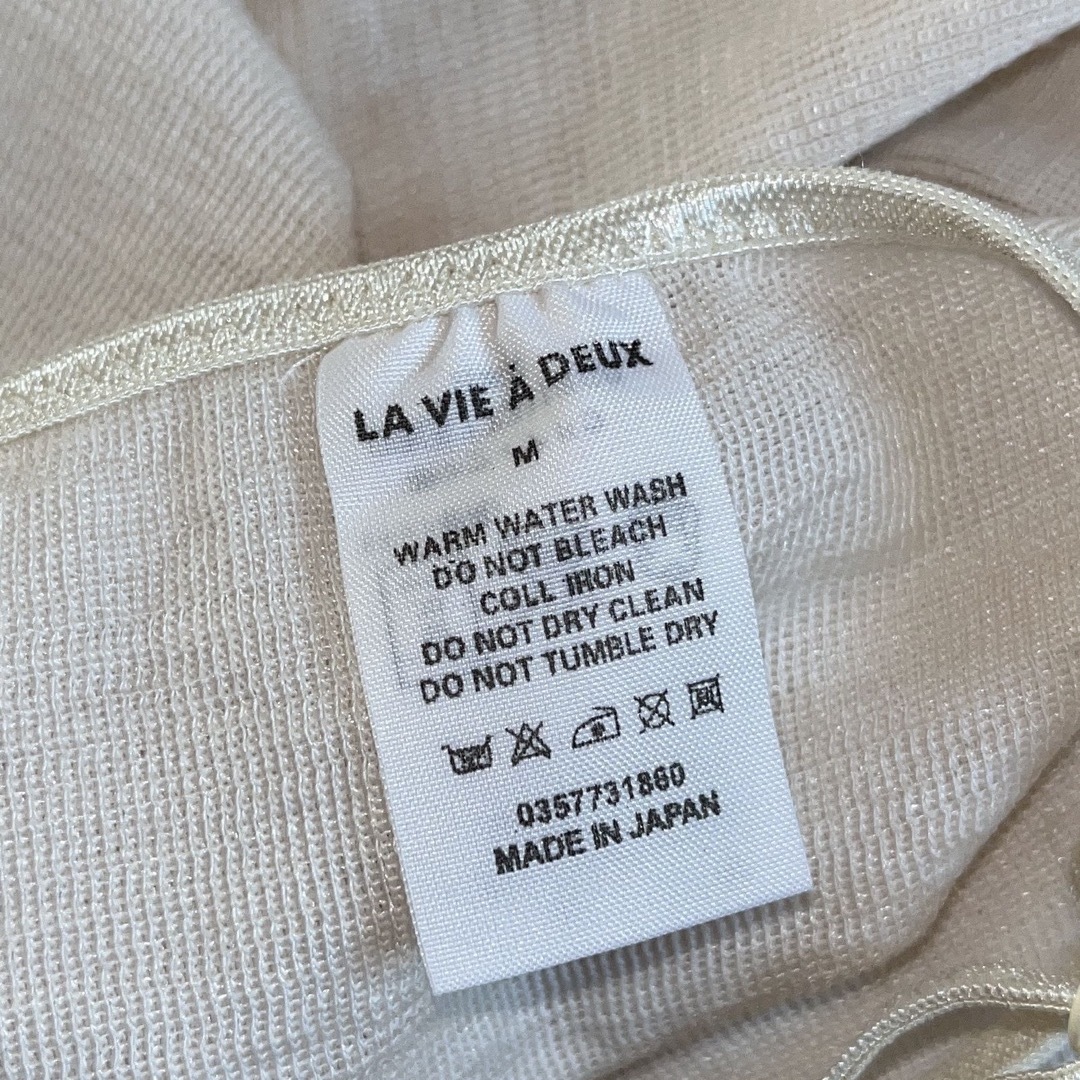 LA VIE À DEUX
M
WARM WATER WASH
DO NOT BLEACH
COLL IRON
DO NOT DRY CLEAN
DO NOT TUMBLE DRY
0357731860
MADE IN JAPAN